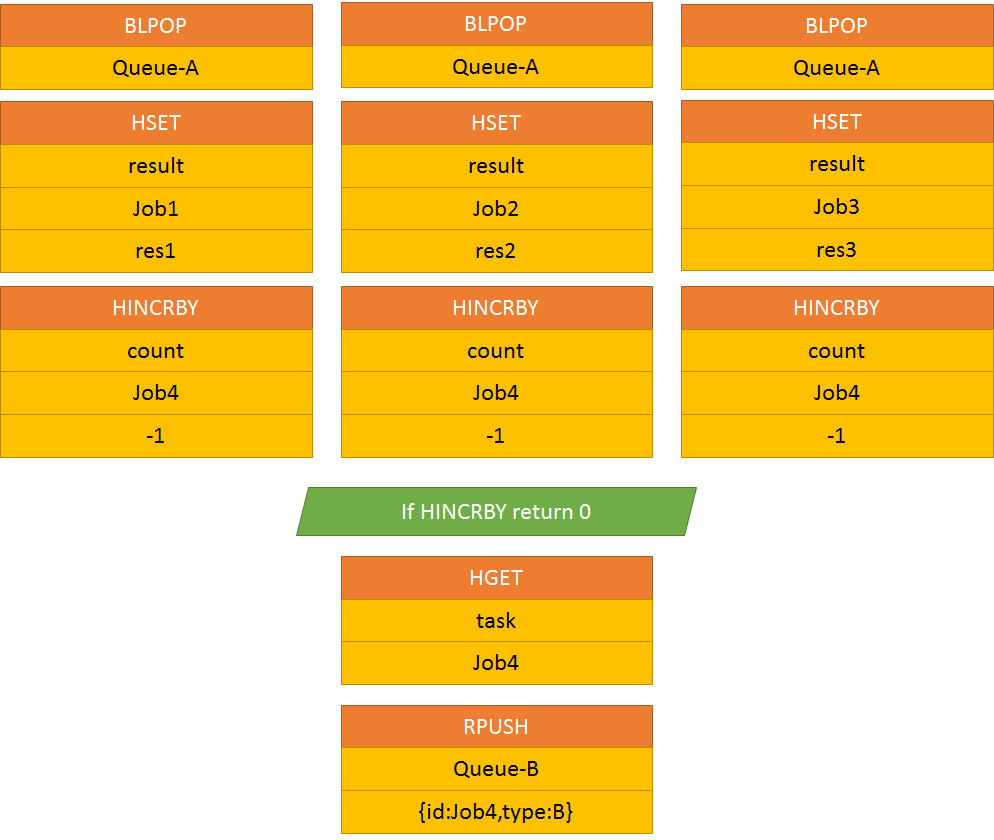 BLPOP
Queue-A
HSET
result
Job1
res1
HINCRBY
count
Job4
-1
BLPOP
Queue-A
HSET
result
Job2
res2
HINCRBY
count
Job4
-1
BLPOP
Queue-A
HSET
result
Job3
res3
HINCRBY
count
Job4
-1
If HINCRBY return 0
HGET
task
Job4
RPUSH
Queue-B
{id:Job4,type:B}